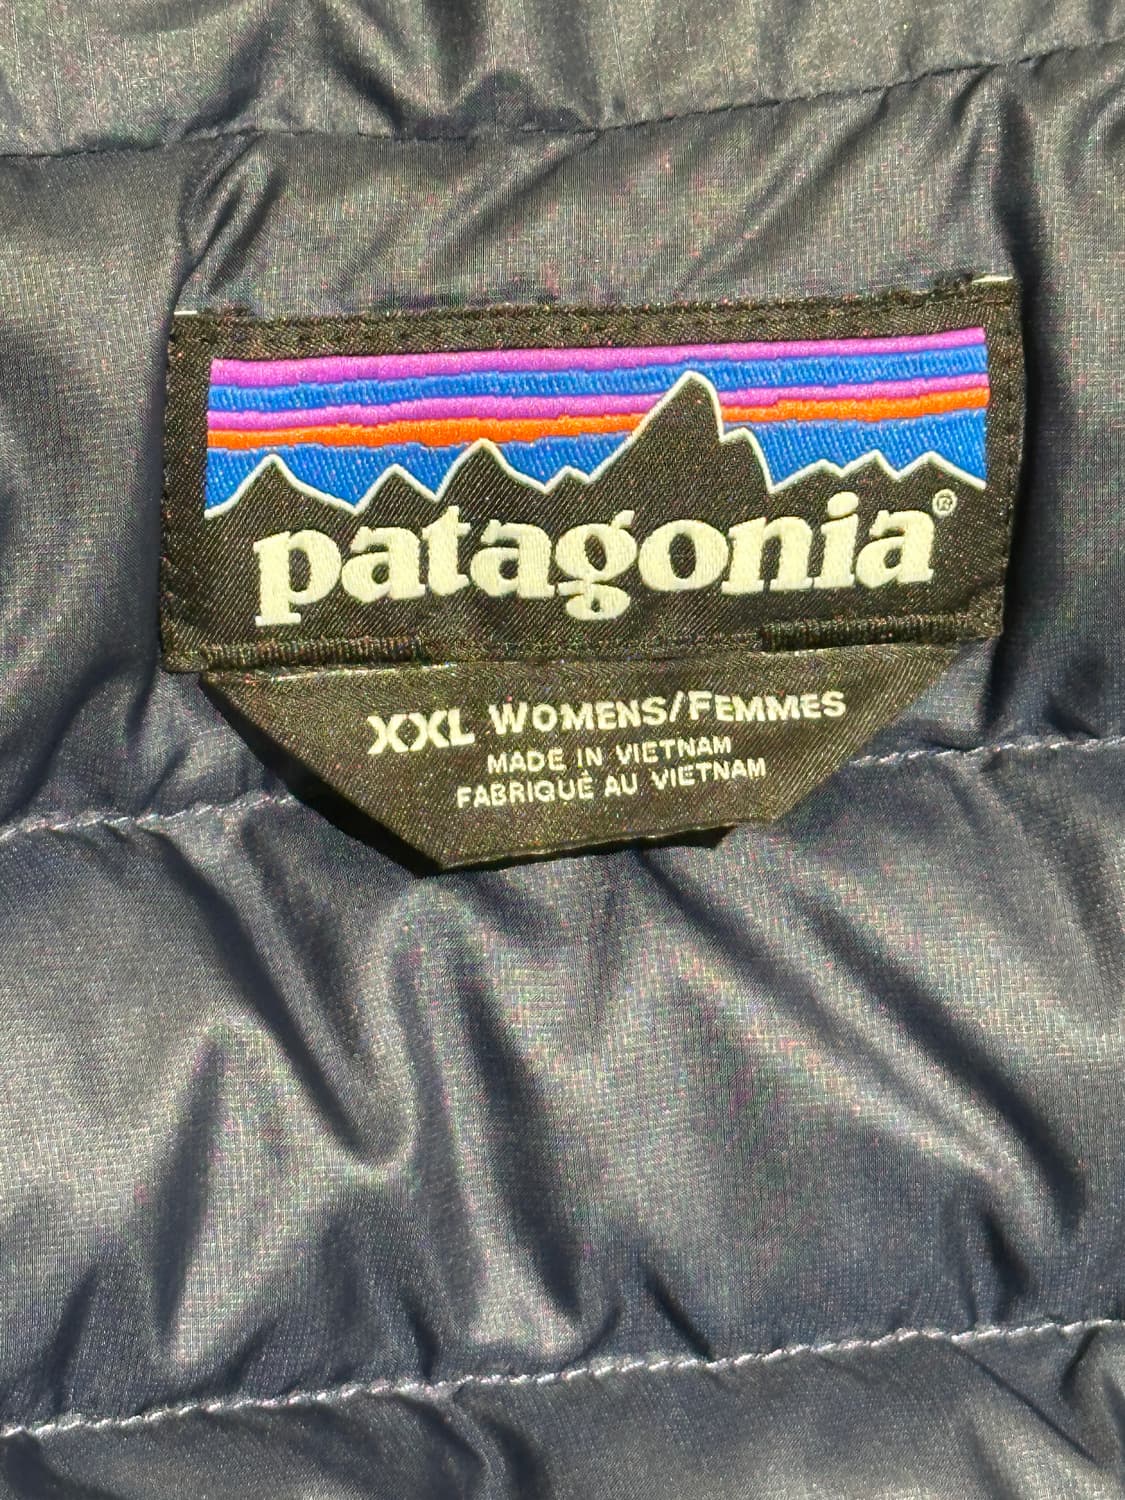 patagonia®
XXL WOMENS/FEMMES
MADE IN VIETNAM
FABRIQUÉ AU VIETNAM